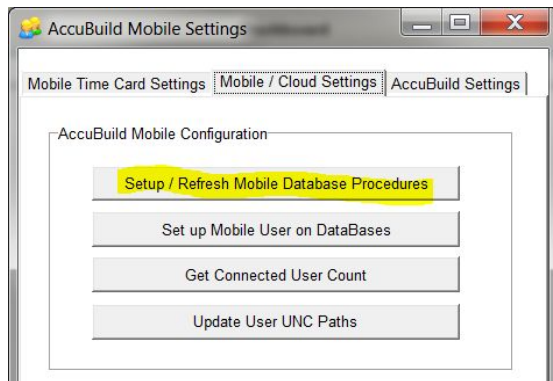 AccuBuild Mobile Settings
Mobile Time Card Settings Mobile / Cloud Settings AccuBuild Settings
AccuBuild Mobile Configuration
Setup / Refresh Mobile Database Procedures
Set up Mobile User on DataBases
Get Connected User Count
Update User UNC Paths